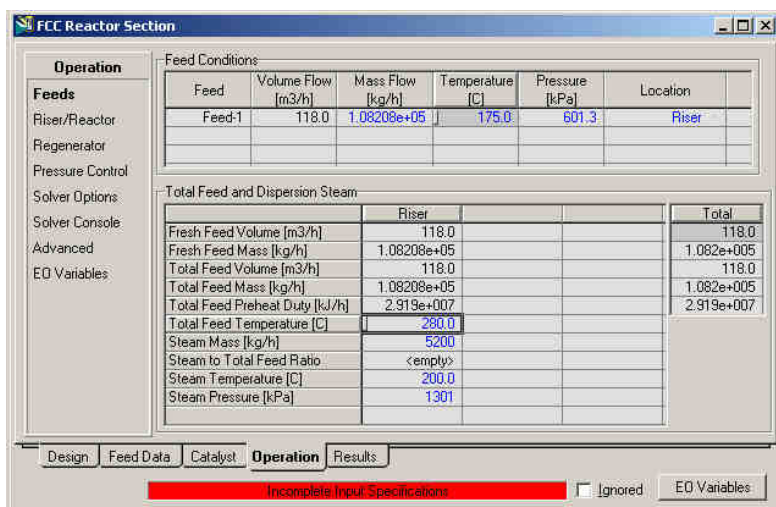 FCC Reactor Section
Operation
Feeds
Riser/Reactor
Regenerator
Pressure Control
Solver Options
Solver Console
Advanced
EO Variables
Feed Conditions
Feed Volume Flow [m3/h] Mass Flow [kg/h] Temperature [C] Pressure [kPa] Location
Feed-1 118.0 1.08208e+05 175.0 601.3 Riser
Total Feed and Dispersion Steam
Riser Total
Fresh Feed Volume [m3/h] 118.0 118.0
Fresh Feed Mass [kg/h] 1.08208e+05 1.082e+005
Total Feed Volume [m3/h] 118.0 118.0
Total Feed Mass [kg/h] 1.08208e+05 1.082e+005
Total Feed Preheat Duty [kJ/h] 2.919e+007 2.919e+007
Total Feed Temperature [C] 280.0
Steam Mass [kg/h] 5200
Steam to Total Feed Ratio <empty>
Steam Temperature [C] 200.0
Steam Pressure [kPa] 1301
Design Feed Data Catalyst Operation Results
Incomplete Input Specifications Ignored EO Variables